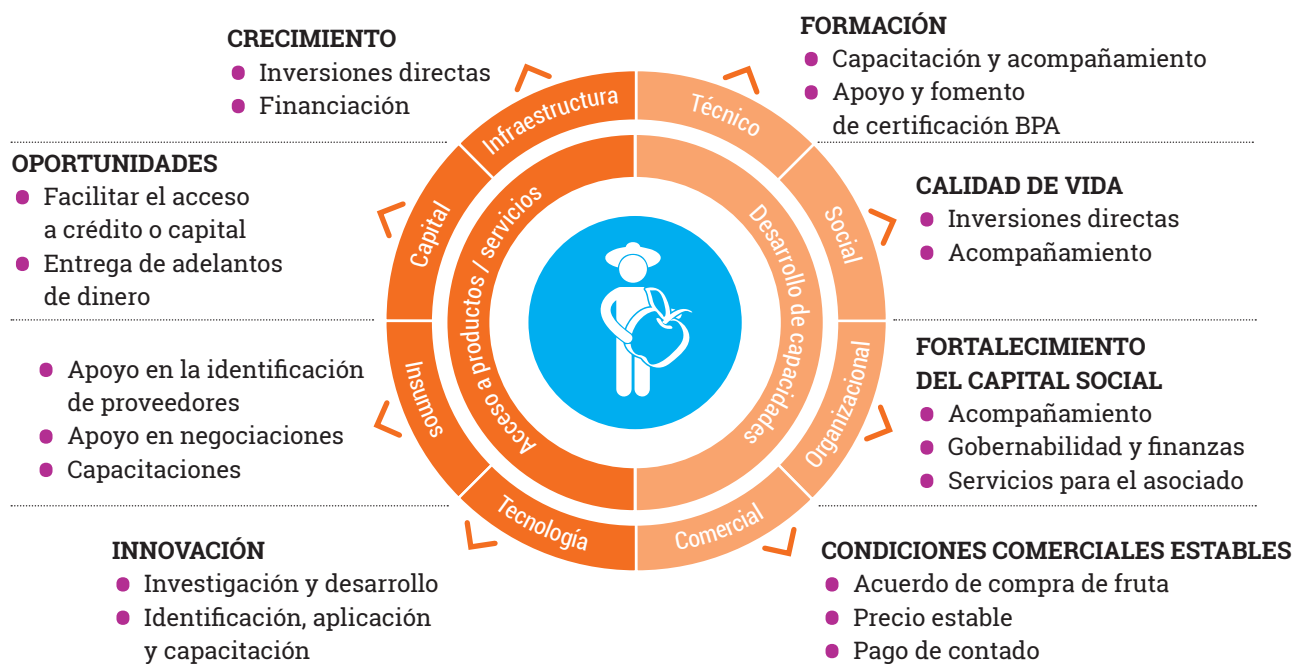 CRECIMIENTO
Inversiones directas
Financiación
OPORTUNIDADES
Facilitar el acceso
a crédito o capital
Entrega de adelantos
de dinero
Apoyo en la identificación
de proveedores
Apoyo en negociaciones
Capacitaciones
INNOVACIÓN
Investigación y desarrollo
Identificación, aplicación
y capacitación
Infraestructura
Capital
Insumos
Tecnología
Acceso a productos / servicios
Desarrollo de capacidades
Técnico
Social
Organizacional
Comercial
FORMACIÓN
Capacitación y acompañamiento
Apoyo y fomento
de certificación BPA
CALIDAD DE VIDA
Inversiones directas
Acompañamiento
FORTALECIMIENTO
DEL CAPITAL SOCIAL
Acompañamiento
Gobernabilidad y finanzas
Servicios para el asociado
CONDICIONES COMERCIALES ESTABLES
Acuerdo de compra de fruta
Precio estable
Pago de contado